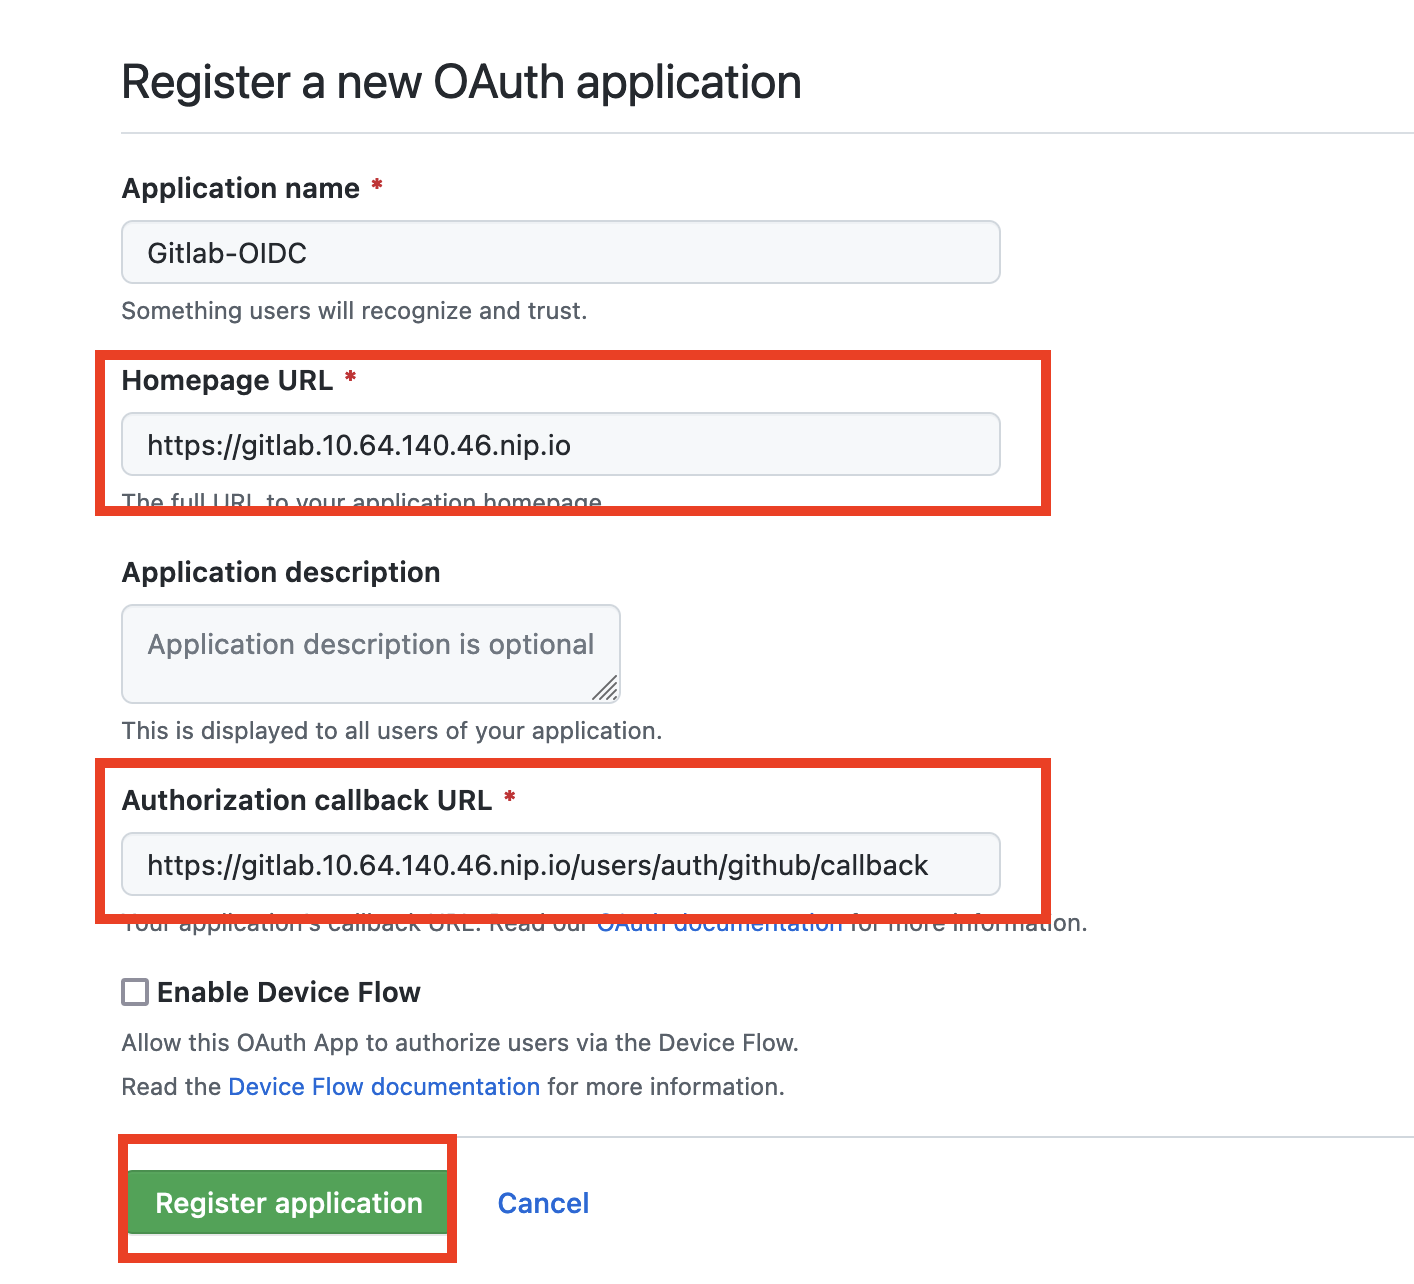 Register a new OAuth application
Application name *
Gitlab-OIDC
Something users will recognize and trust.
Homepage URL *
https://gitlab.10.64.140.46.nip.io
The full URL to your application homepage
Application description
Application description is optional
This is displayed to all users of your application.
Authorization callback URL *
https://gitlab.10.64.140.46.nip.io/users/auth/github/callback
Your application's callback URL. Read our OAuth documentation for more information.
Enable Device Flow
Allow this OAuth App to authorize users via the Device Flow.
Read the Device Flow documentation for more information.
Register application
Cancel